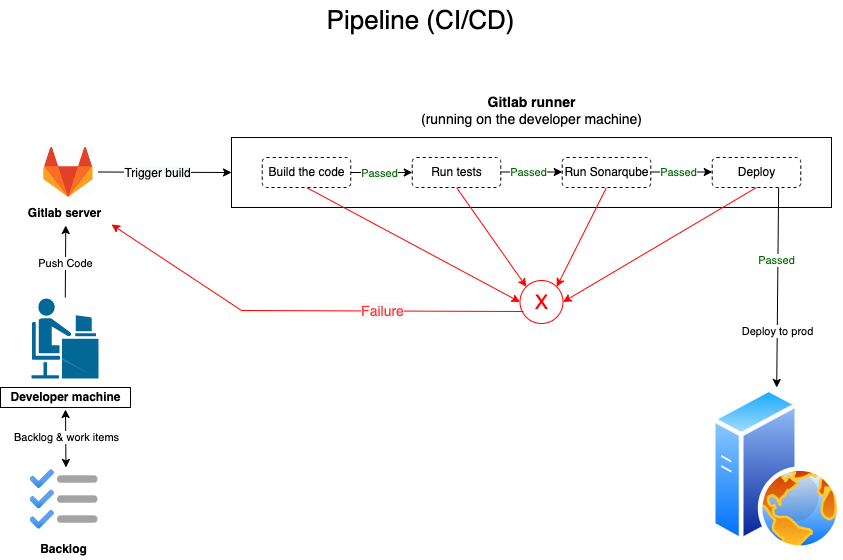 Pipeline (CI/CD)
Gitlab runner
(running on the developer machine)
Trigger build
Build the code
Passed
Run tests
Passed
Run Sonarqube
Passed
Deploy
Gitlab server
Push Code
Passed
X
Failure
Deploy to prod
Developer machine
Backlog & work items
Backlog